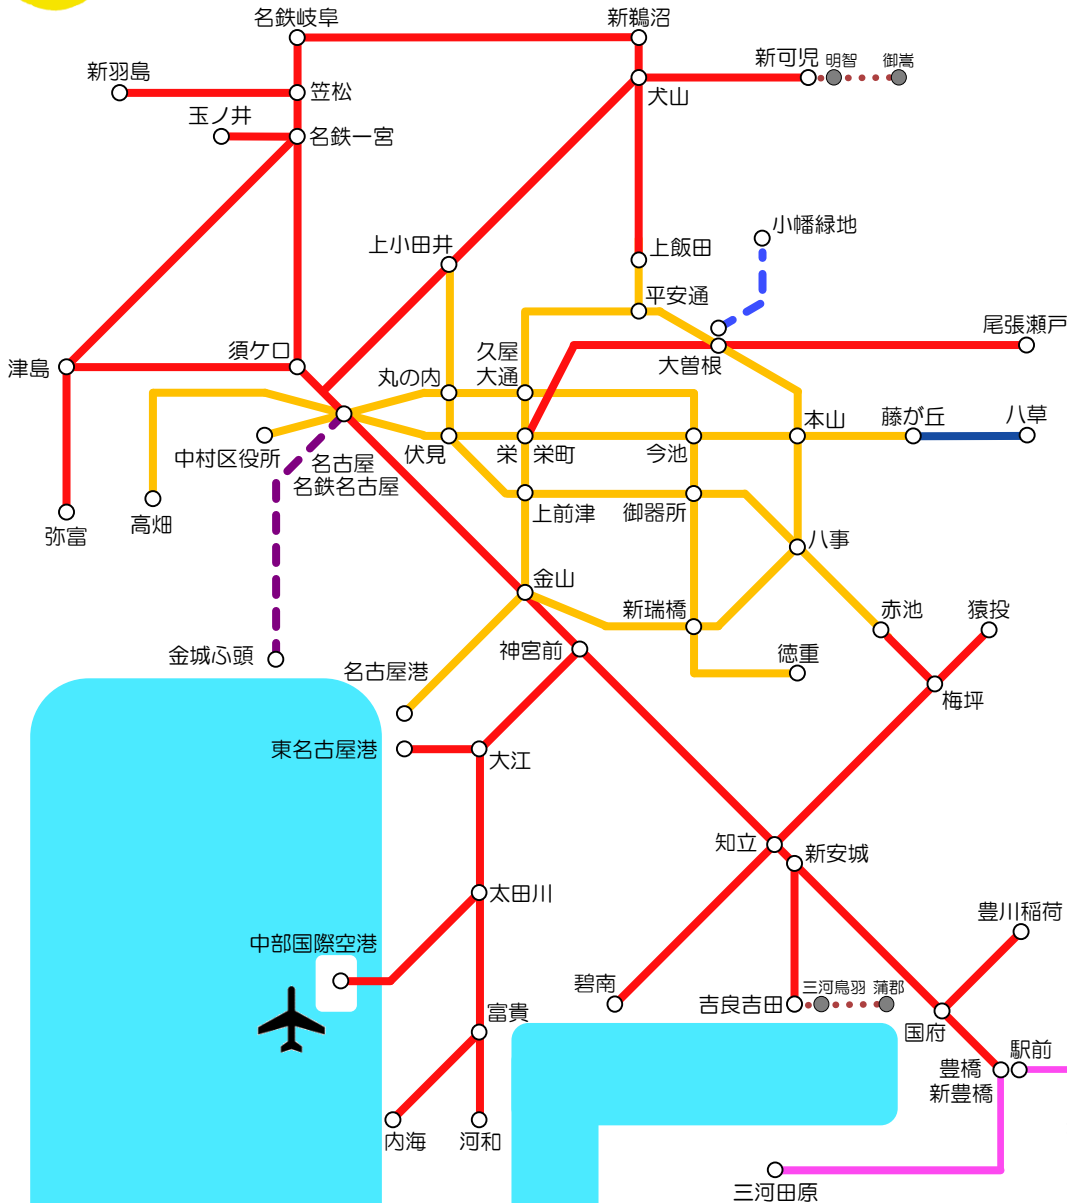 名鉄岐阜
新鵜沼
新羽島
笠松
新可児
明智
御嵩
犬山
玉ノ井
名鉄一宮
小幡緑地
上小田井
上飯田
平安通
尾張瀬戸
津島
須ケ口
丸の内
久屋
大通
大曽根
中村区役所
名古屋
名鉄名古屋
伏見
栄
栄町
今池
本山
藤が丘
八草
弥富
高畑
上前津
御器所
八事
金山
新瑞橋
赤池
猿投
金城ふ頭
名古屋港
神宮前
徳重
梅坪
東名古屋港
大江
知立
新安城
太田川
豊川稲荷
中部国際空港
碧南
吉良吉田
三河鳥羽
蒲郡
富貴
国府
豊橋
新豊橋
駅前
内海
河和
三河田原